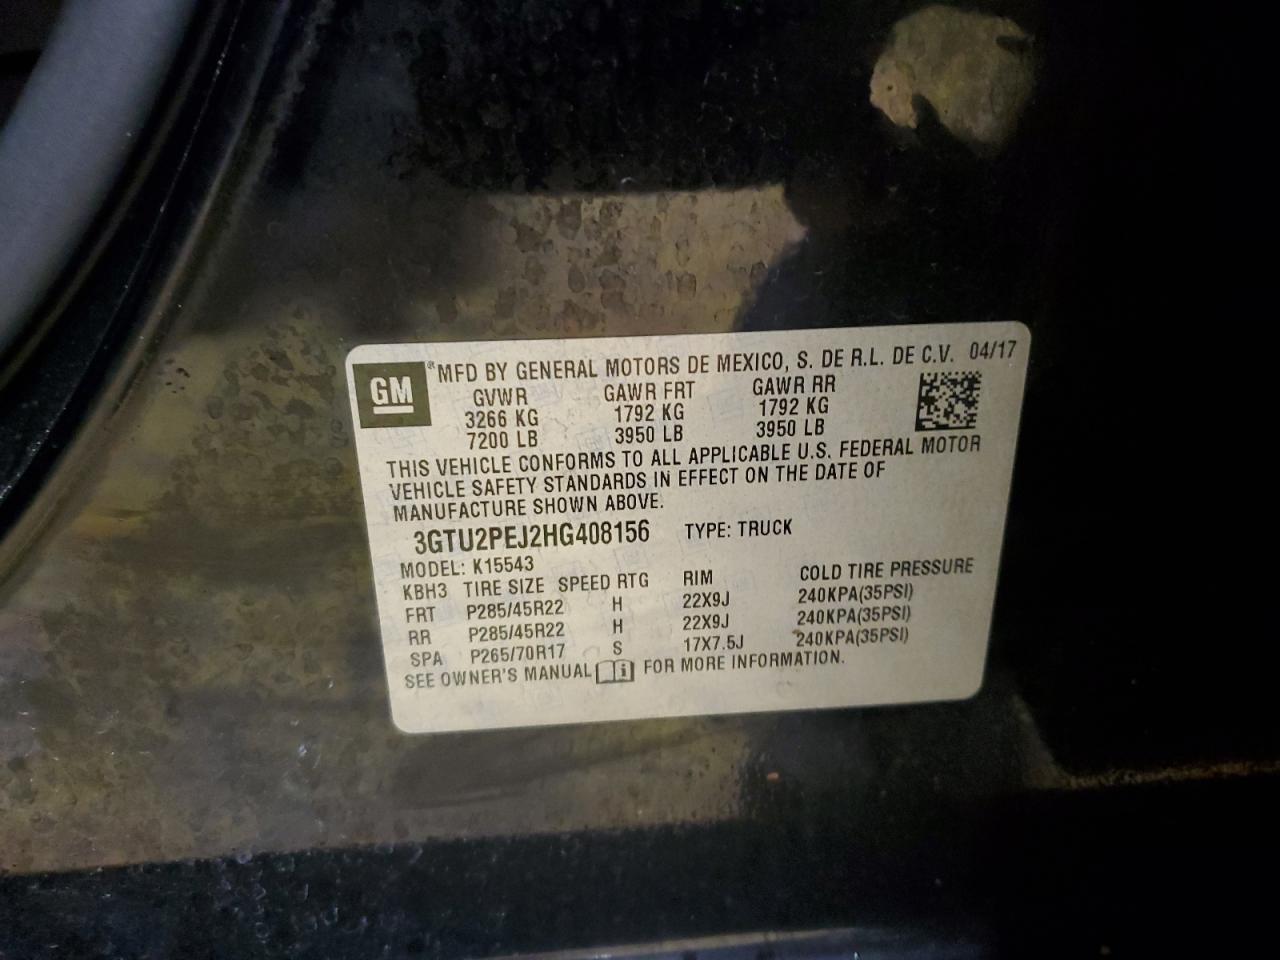 GM
®MFD BY GENERAL MOTORS DE MEXICO, S. DE R.L. DE C.V. 04/17
GVWR GAWR FRT GAWR RR
3266 KG 1792 KG 1792 KG
7200 LB 3950 LB 3950 LB
THIS VEHICLE CONFORMS TO ALL APPLICABLE U.S. FEDERAL MOTOR
VEHICLE SAFETY STANDARDS IN EFFECT ON THE DATE OF
MANUFACTURE SHOWN ABOVE.
3GTU2PEJ2HG408156 TYPE: TRUCK
MODEL: K15543
KBH3 TIRE SIZE SPEED RTG RIM COLD TIRE PRESSURE
FRT P285/45R22 H 22X9J 240KPA(35PSI)
RR P285/45R22 H 22X9J 240KPA(35PSI)
SPA P265/70R17 S 17X7.5J 240KPA(35PSI)
SEE OWNER'S MANUAL i FOR MORE INFORMATION.